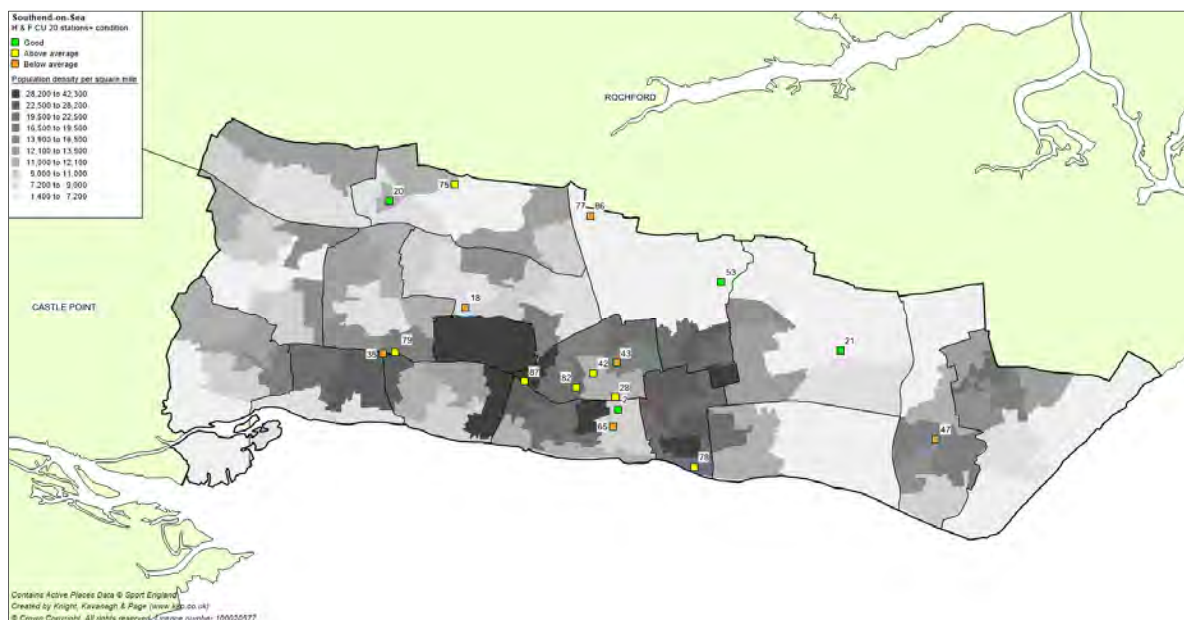 Southend-on-Sea
H & F CU 20 stations+ condition
Good
Above average
Below average
Population density per square mile
28,200 to 42,300
22,500 to 28,200
19,500 to 22,500
16,500 to 19,500
13,900 to 16,500
12,100 to 13,900
11,000 to 12,100
9,000 to 11,000
7,200 to 9,000
1,400 to 7,200
ROCHFORD
CASTLE POINT
75
20
77
86
53
18
79
35
21
43
42
87
82
28
65
47
78
Contains Active Places Data © Sport England
Created by Knight, Kavanagh & Page (www.kkp.co.uk)
© Crown Copyright. All rights reserved. Licence number 100020577